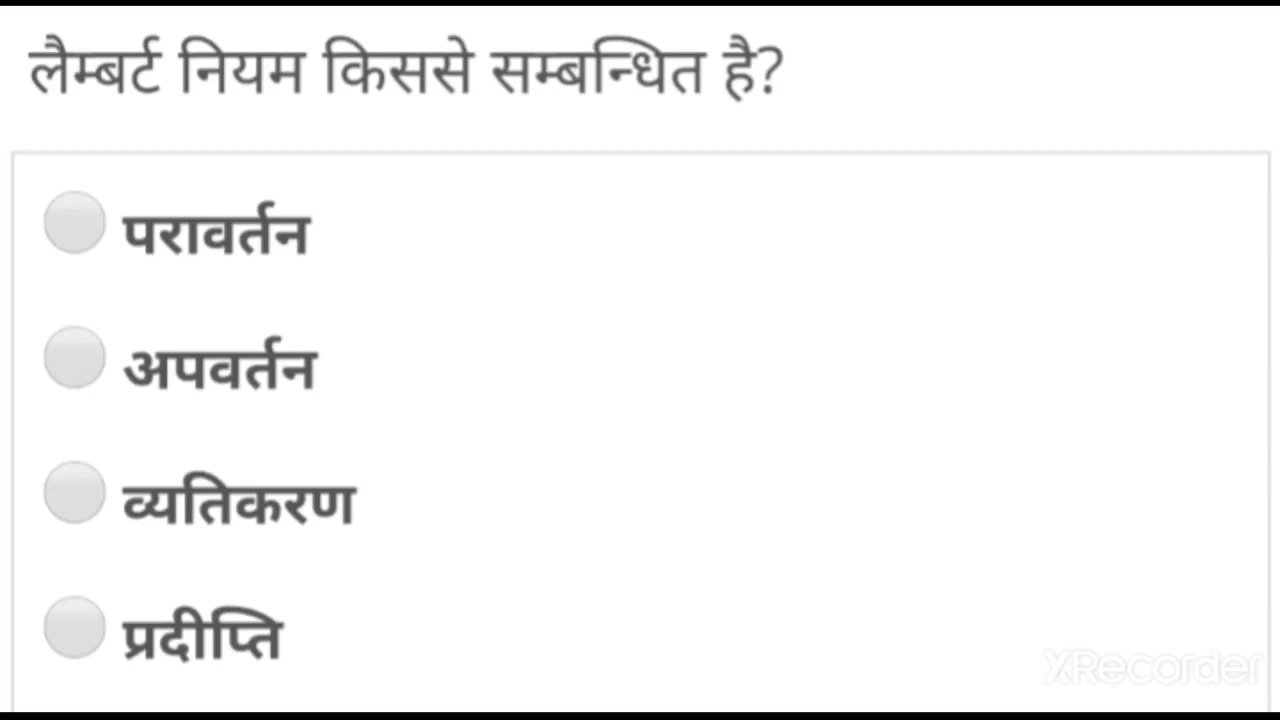 लैम्बर्ट नियम किससे सम्बन्धित है?
परावर्तन
अपवर्तन
व्यतिकरण
प्रदीप्ति
XRecorder